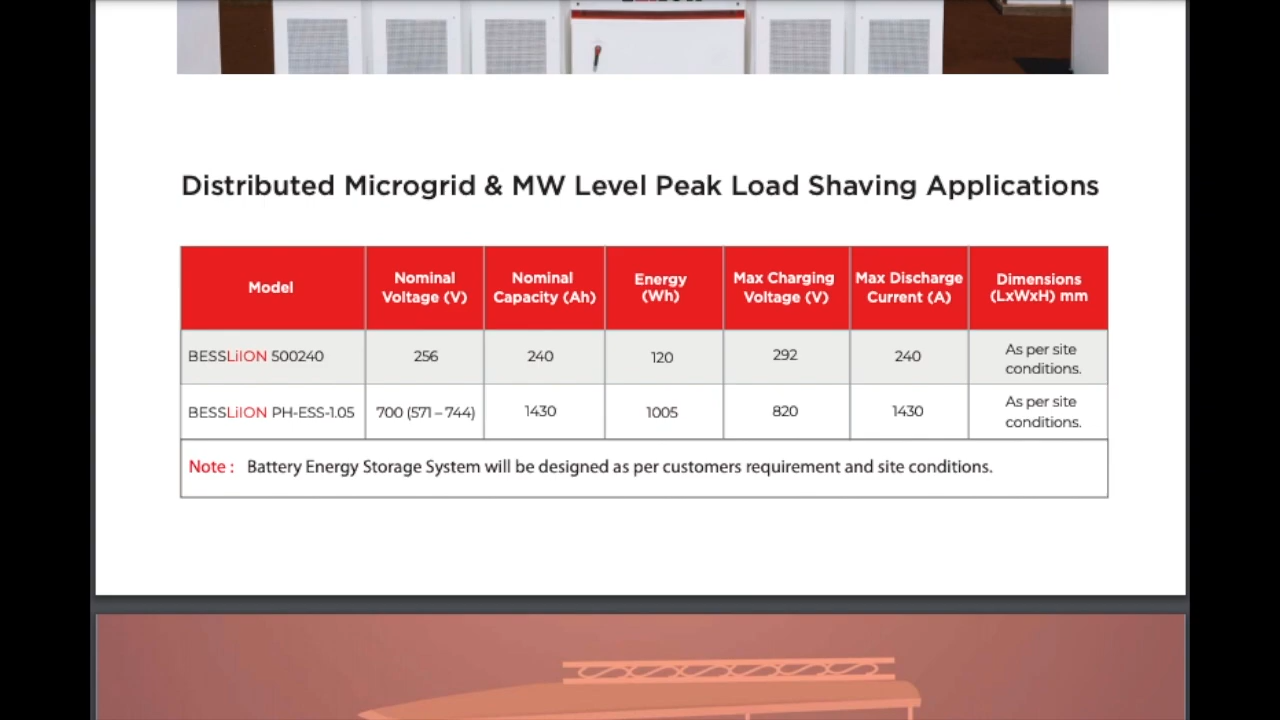 Distributed Microgrid & MW Level Peak Load Shaving Applications
Model
Nominal
Voltage (V)
Nominal
Capacity (Ah)
Energy
(Wh)
Max Charging
Voltage (V)
Max Discharge
Current (A)
Dimensions
(LxWxH) mm
BESSLiION 500240
256
240
120
292
240
As per site
conditions.
BESSLiION PH-ESS-1.05
700 (571 – 744)
1430
1005
820
1430
As per site
conditions.
Note : Battery Energy Storage System will be designed as per customers requirement and site conditions.